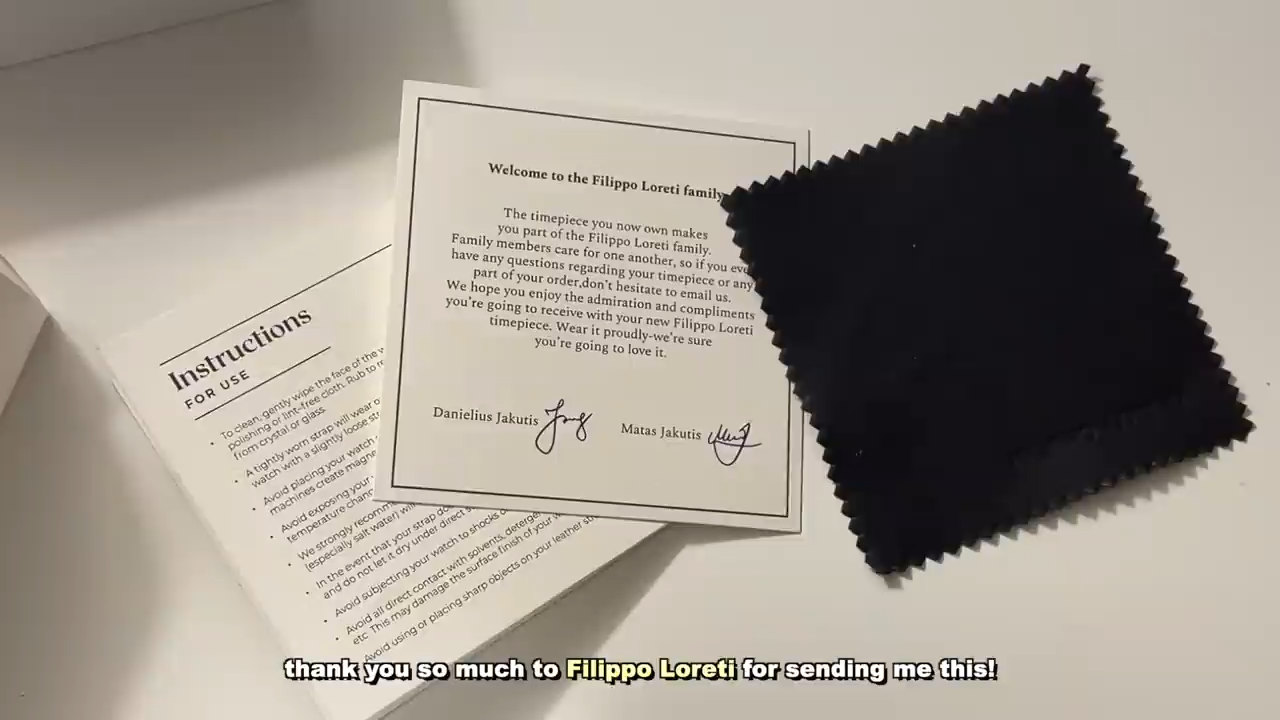 Welcome to the Filippo Loreti family
The timepiece you now own makes
you part of the Filippo Loreti family.
Family members care for one another, so if you eve
have any questions regarding your timepiece or any
part of your order,don't hesitate to email us.
We hope you enjoy the admiration and compliments
you're going to receive with your new Filippo Loreti
timepiece. Wear it proudly-we're sure
you're going to love it.
Danielius Jakutis
Matas Jakutis
Instructions
FOR USE
• To clean, gently wipe the face of the
polishing or lint-free cloth. Rub to
from crystal or glass.
• A tightly worn strap will wear
watch with a slightly loose
• Avoid placing your watch
machines create
• Avoid exposing your
temperature
• We strongly
(especially salt water)
• In the event that your strap
and do not let it dry under direct
• Avoid subjecting your watch to shocks
• Avoid all direct contact with solvents,
etc This may damage the surface finish of your
Avoid using or placing sharp objects on your leather
thank you so much to Filippo Loreti for sending me this!